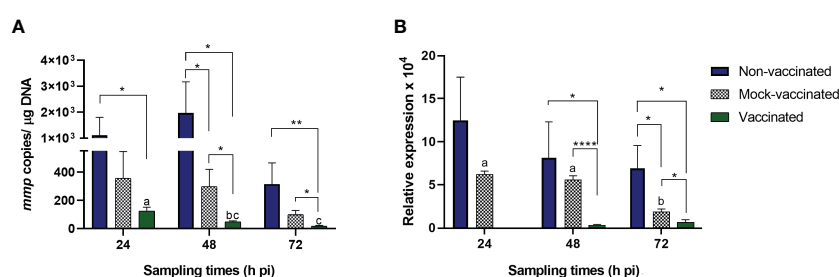 A
mmp copies/ µg DNA
4×10³
3×10³
2×10³
1×10³
400
200
0
*
*
*
*
**
*
a
bc
c
24
48
72
Sampling times (h pi)
B
Relative expression x 10⁴
20
15
10
5
0
*
****
*
*
*
a
a
b
24
48
72
Sampling times (h pi)
Non-vaccinated
Mock-vaccinated
Vaccinated